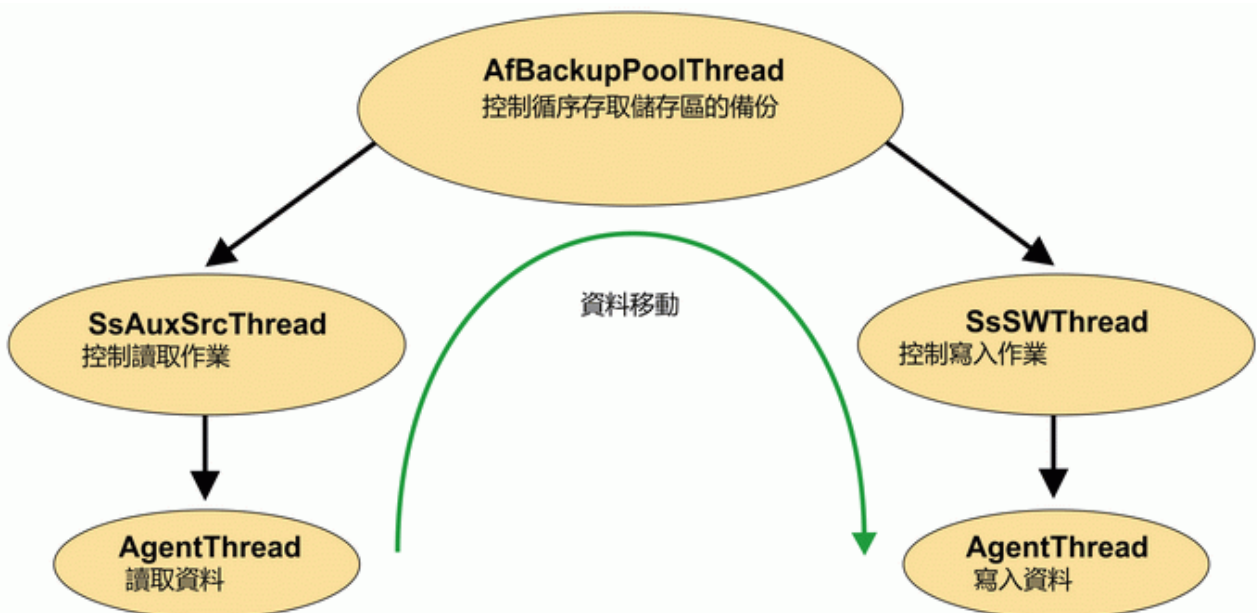 AfBackupPoolThread
控制循序存取儲存區的備份
資料移動
SsAuxSrcThread
控制讀取作業
SsSWThread
控制寫入作業
AgentThread
讀取資料
AgentThread
寫入資料